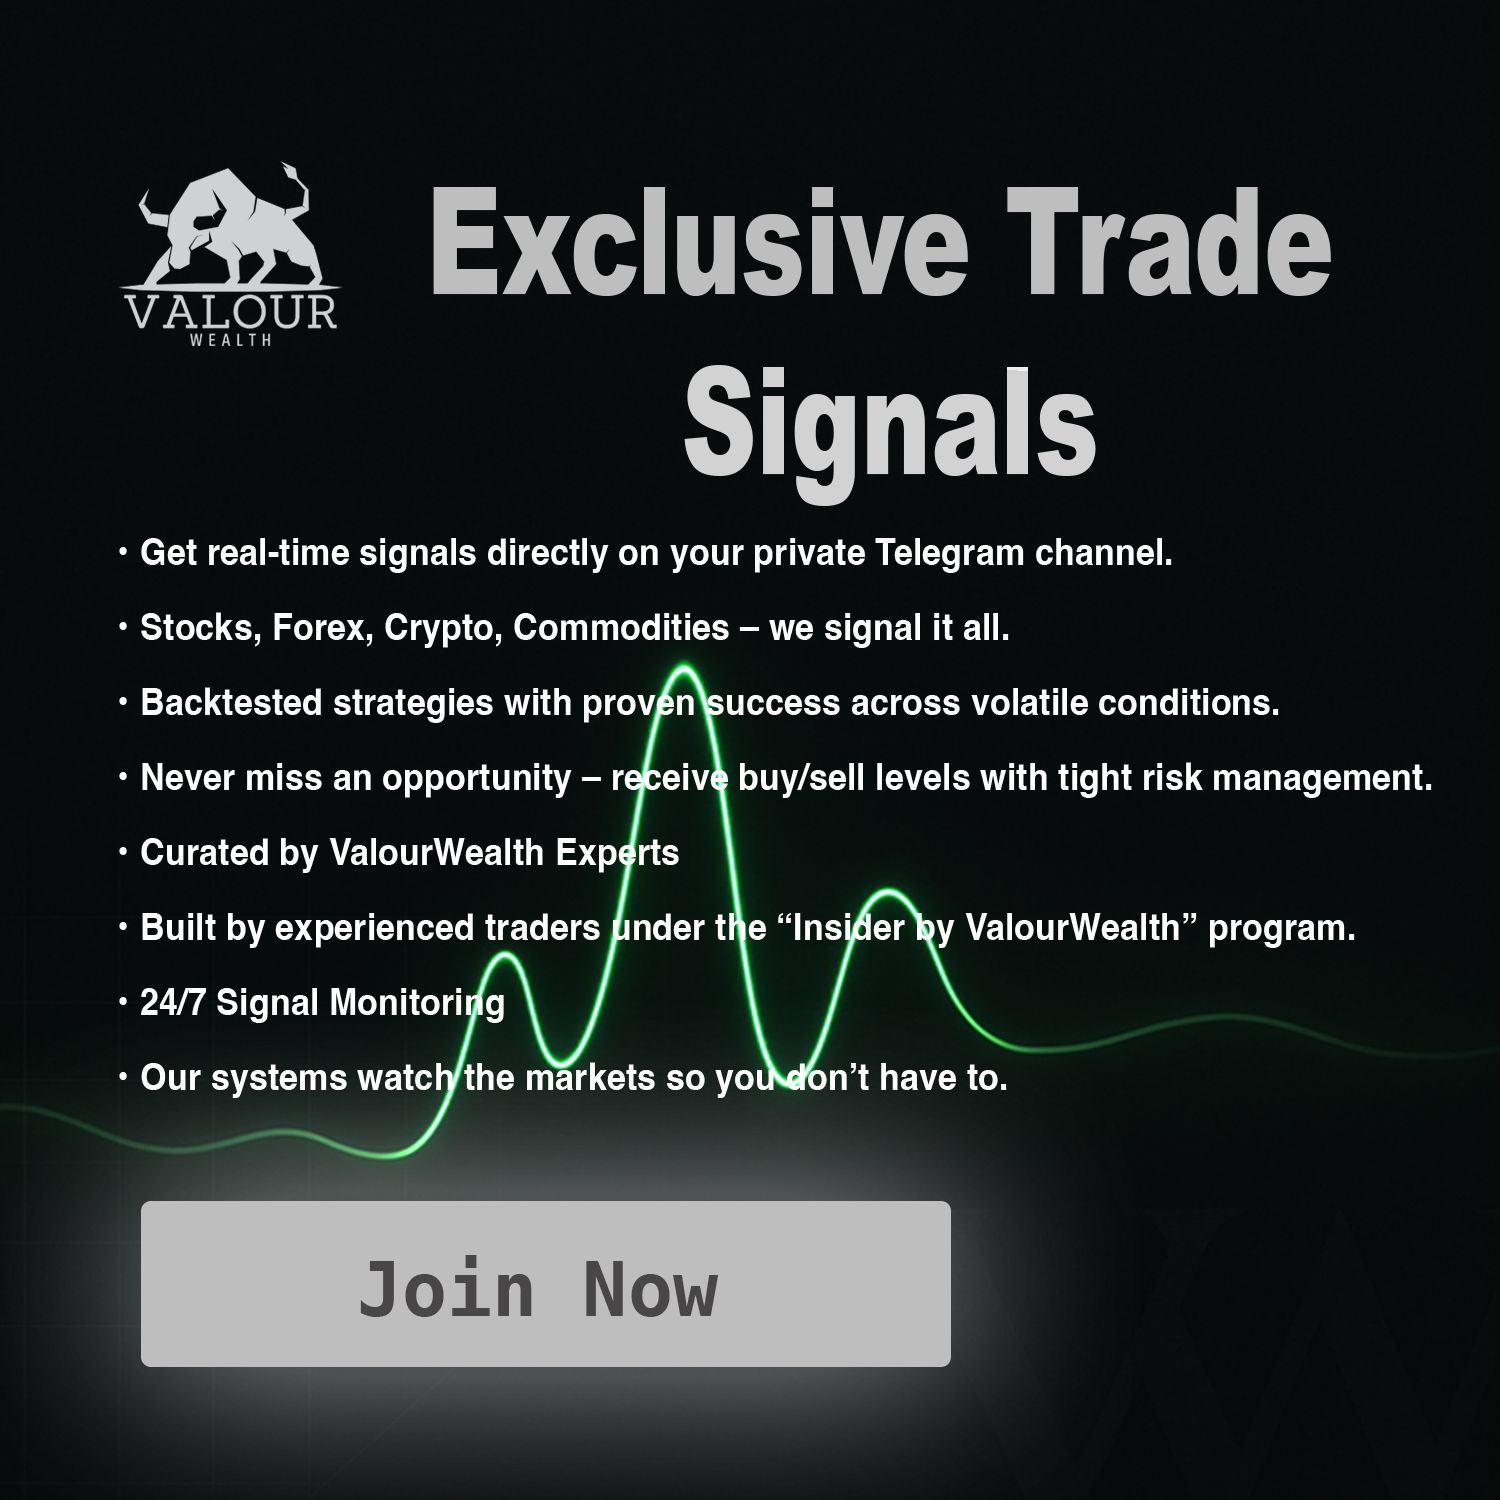 VALOUR
WEALTH
Exclusive Trade
Signals
• Get real-time signals directly on your private Telegram channel.
• Stocks, Forex, Crypto, Commodities – we signal it all.
• Backtested strategies with proven success across volatile conditions.
• Never miss an opportunity – receive buy/sell levels with tight risk management.
• Curated by ValourWealth Experts
• Built by experienced traders under the “Insider by ValourWealth” program.
• 24/7 Signal Monitoring
• Our systems watch the markets so you don’t have to.
Join Now